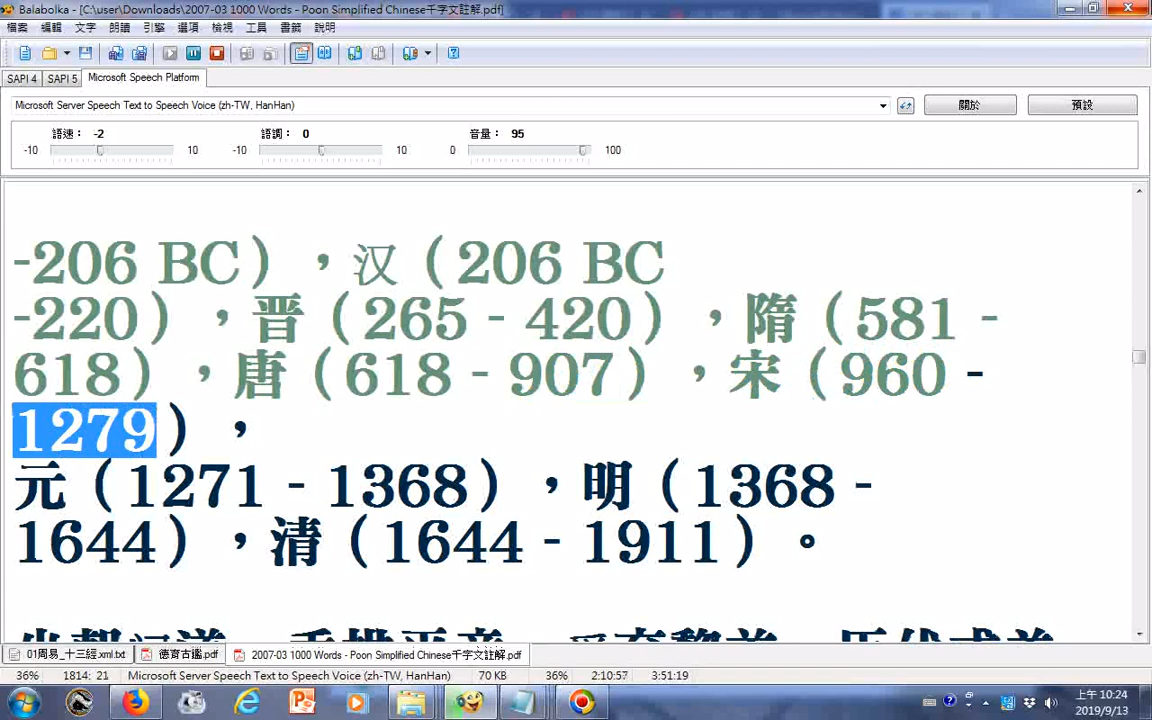 Balabolka - [C:\user\Downloads\2007-03 1000 Words - Poon Simplified Chinese千字文註解.pdf]
檔案 編輯 文字 朗讀 引擎 選項 檢視 工具 書籤 說明
SAPI 4 SAPI 5 Microsoft Speech Platform
Microsoft Server Speech Text to Speech Voice (zh-TW, HanHan) 關於 預設
語速： -2 語調： 0 音量： 95
-10 10 -10 10 0 100
-206 BC），汉（206 BC
-220），晋（265 - 420），隋（581 -
618），唐（618 - 907），宋（960 -
1279），
元（1271 - 1368），明（1368 -
1644），清（1644 - 1911）。
01周易_十三經.xml.txt 德育古鑑.pdf 2007-03 1000 Words - Poon Simplified Chinese千字文註解.pdf
36% 1814: 21 Microsoft Server Speech Text to Speech Voice (zh-TW, HanHan) 70 KB 36% 2:10:57 3:51:19
上午 10:24
2019/9/13